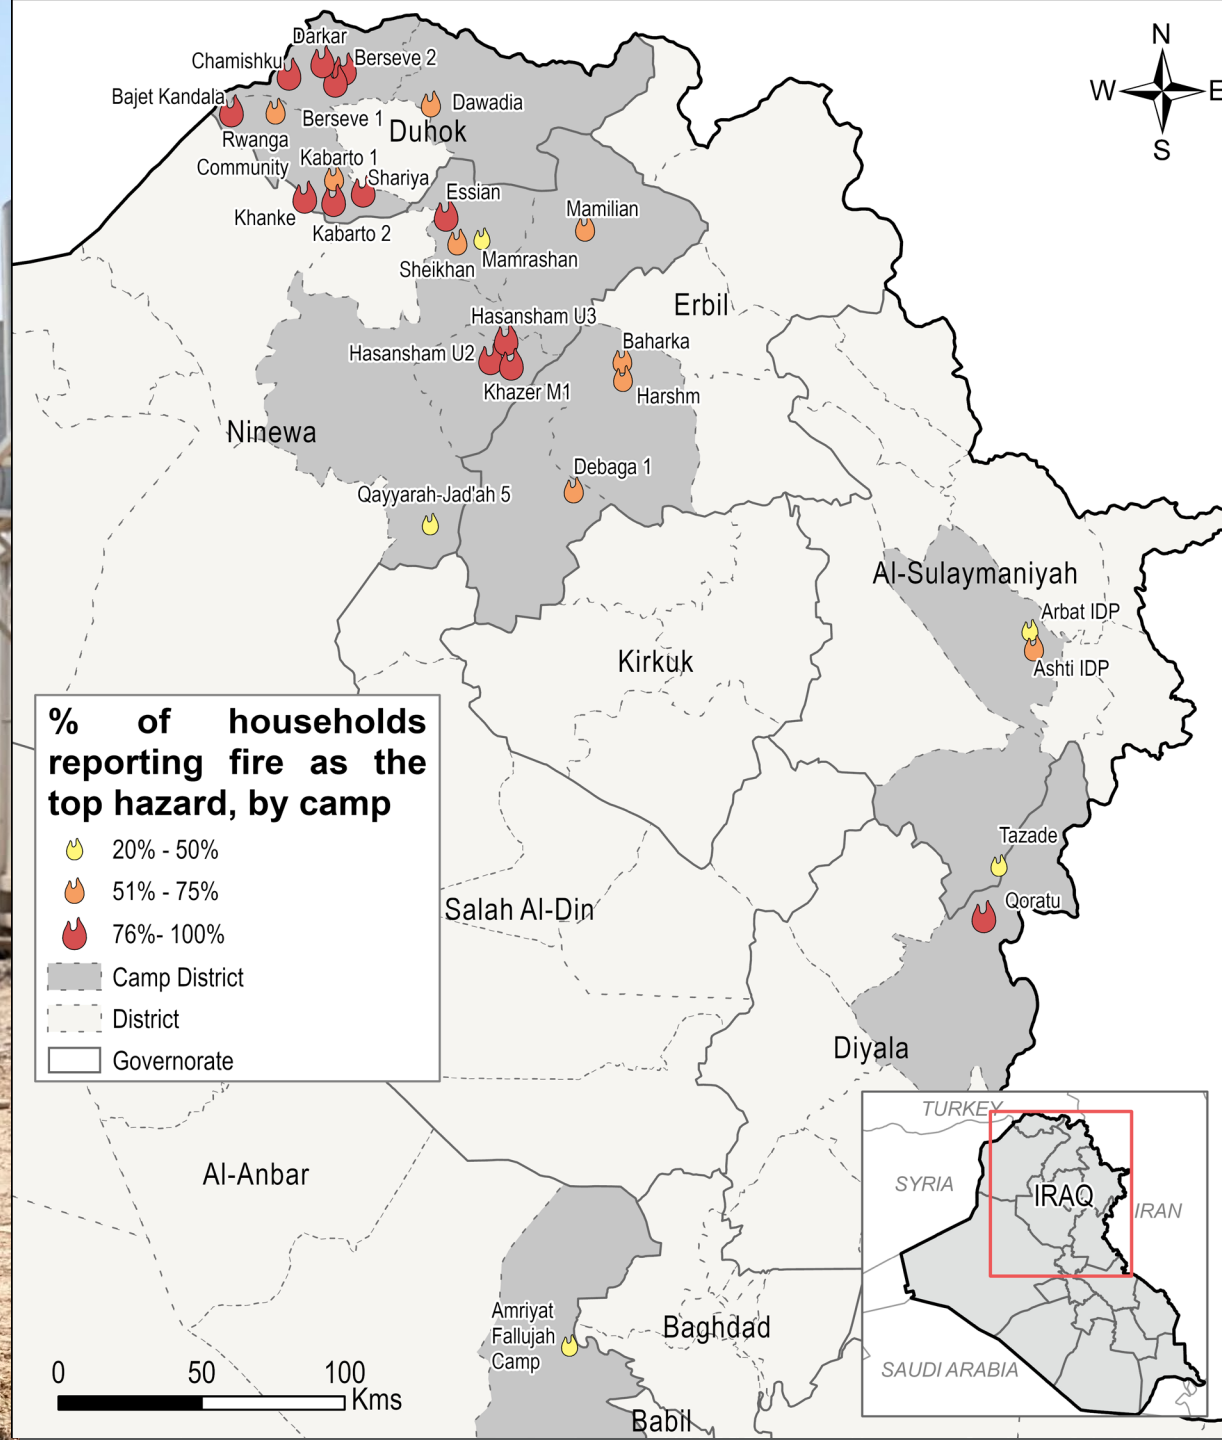 N
W
E
S
Darkar
Chamishku
Berseve 2
Bajet Kandala
Dawadia
Berseve 1
Duhok
Rwanga
Community
Kabarto 1
Shariya
Essian
Khanke
Mamilian
Kabarto 2
Sheikhan
Mamrashan
Erbil
Hasansham U3
Baharka
Hasansham U2
Khazer M1
Harshm
Ninewa
Debaga 1
Qayyarah-Jad'ah 5
Al-Sulaymaniyah
Arbat IDP
Kirkuk
Ashti IDP
% of households
reporting fire as the
top hazard, by camp
20% - 50%
51% - 75%
76%- 100%
Camp District
District
Governorate
Tazade
Qoratu
Salah Al-Din
Diyala
Al-Anbar
Amriyat
Fallujah
Camp
Baghdad
Babil
0 50 100
Kms
TURKEY
SYRIA
IRAQ
IRAN
SAUDI ARABIA